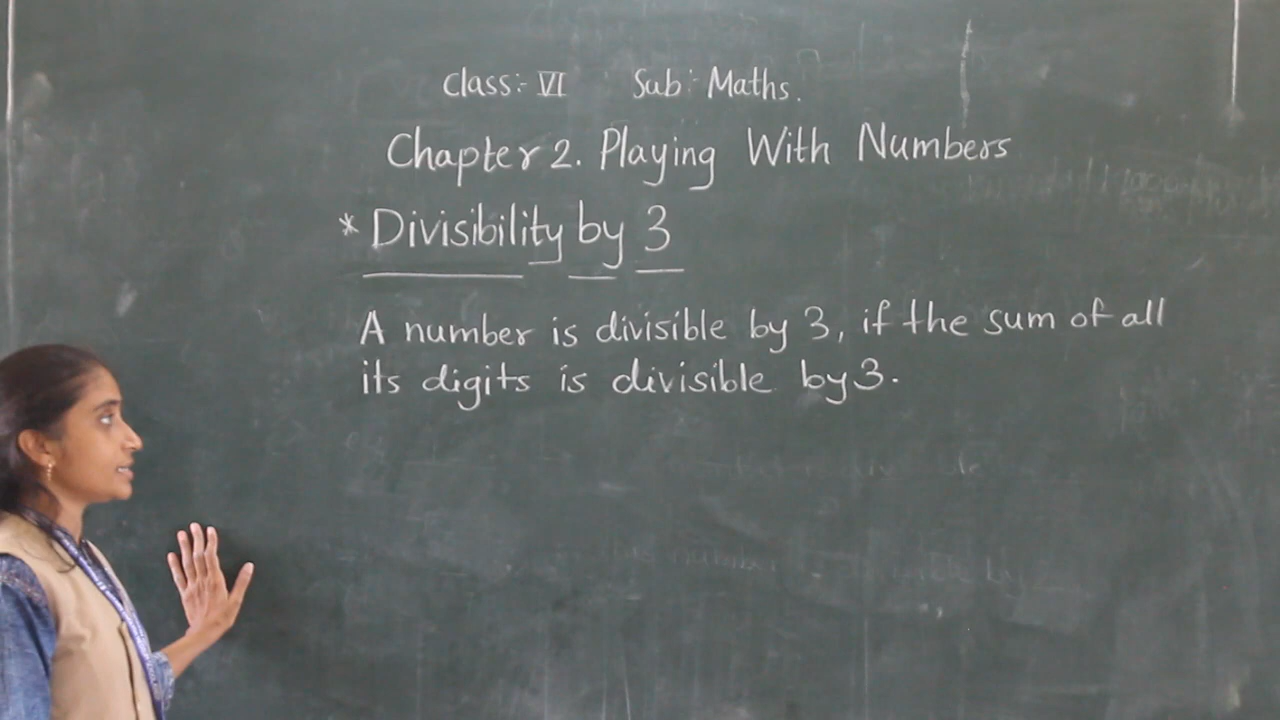 Class:- VI Sub:- Maths.
Chapter 2. Playing With Numbers
* Divisibility by 3
A number is divisible by 3, if the sum of all
its digits is divisible by 3.